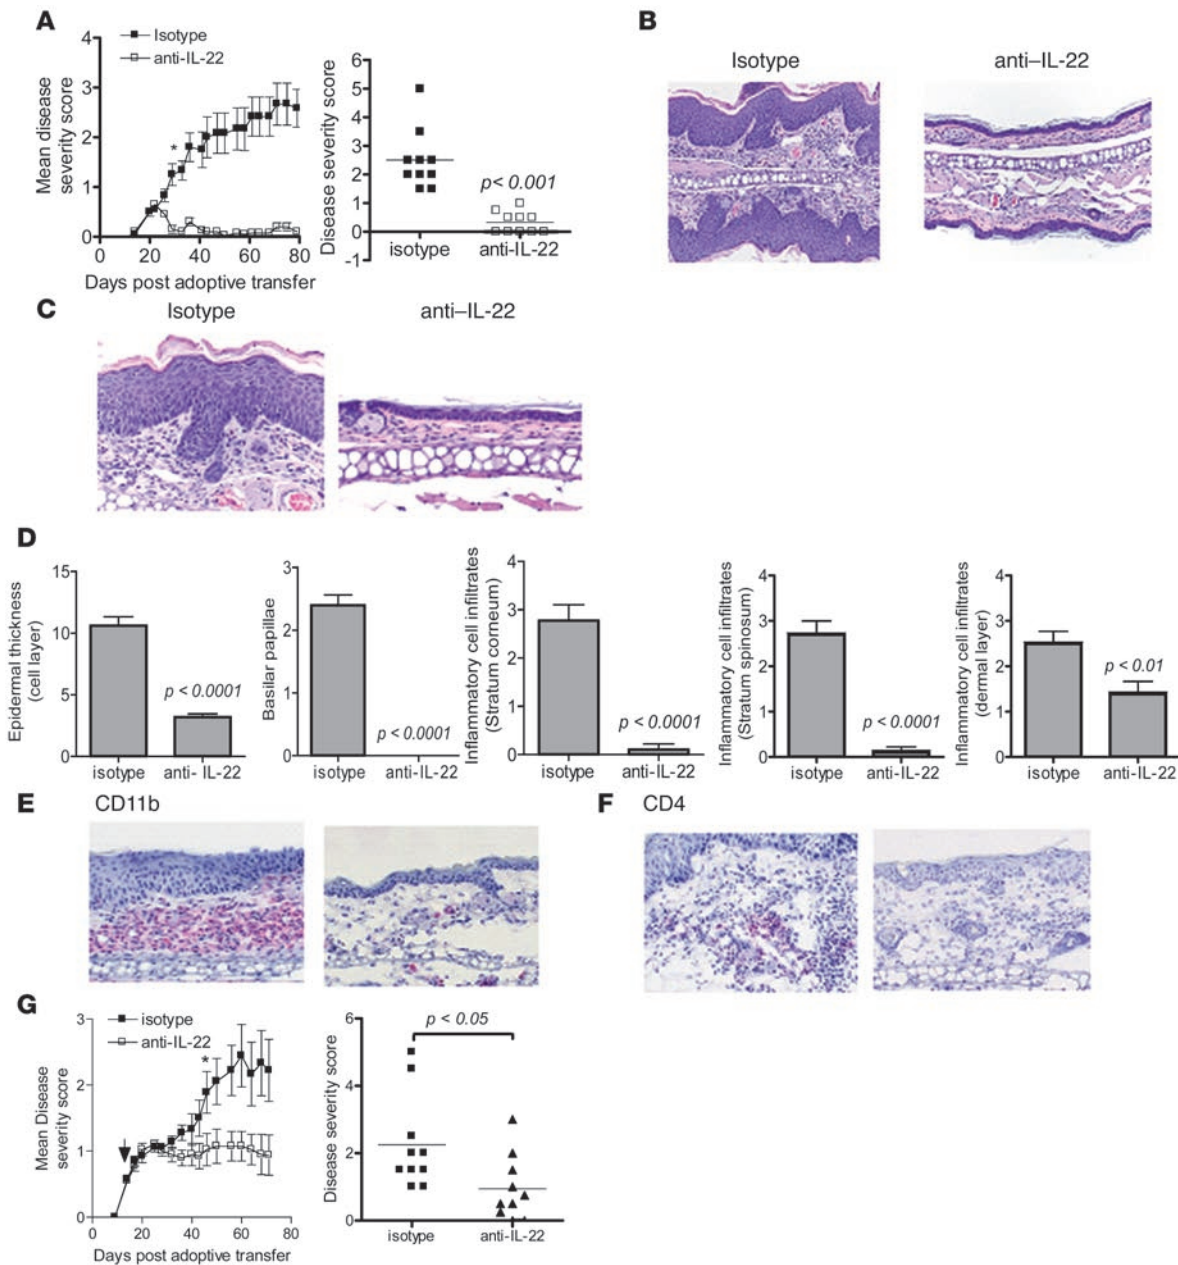 A
Isotype
anti-IL-22
Mean disease
severity score
4
3
2
1
0
0
20
40
60
80
Days post adoptive transfer
*
Disease severity score
6
5
4
3
2
1
0
-1
p< 0.001
isotype
anti-IL-22
B
Isotype
anti–IL-22
C
Isotype
anti–IL-22
D
Epidermal thickness
(cell layer)
15
10
5
0
p < 0.0001
isotype
anti- IL-22
Basilar papillae
3
2
1
0
p < 0.0001
isotype
anti-IL-22
Inflammatory cell infiltrates
(Stratum corneum)
4
3
2
1
0
p < 0.0001
isotype
anti-IL-22
Inflammatory cell infiltrates
(Stratum spinosum)
4
3
2
1
0
p < 0.0001
isotype
anti-IL-22
Inflammatory cell infiltrates
(dermal layer)
4
3
2
1
0
p < 0.01
isotype
anti-IL-22
E
CD11b
F
CD4
G
isotype
anti-IL-22
Mean Disease
severity score
3
2
1
0
*
0
20
40
60
80
Days post adoptive transfer
Disease severity score
6
4
2
0
p < 0.05
isotype
anti-IL-22